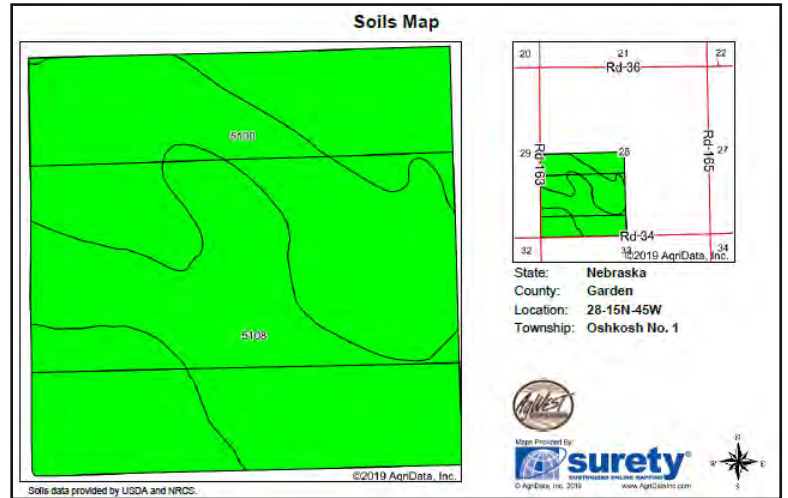 Soils Map
5100
5108
©2019 AgriData, Inc.
Soils data provided by USDA and NRCS.
20
21
22
Rd-36
29
Rd-163
28
Rd-165
27
Rd-34
32
33
34
©2019 AgriData, Inc.
State: Nebraska
County: Garden
Location: 28-15N-45W
Township: Oshkosh No. 1
AgWest
Maps Provided By:
surety®
CUSTOMIZED ONLINE MAPPING
© AgriData, Inc. 2019 www.AgriDataInc.com
N
W E
S